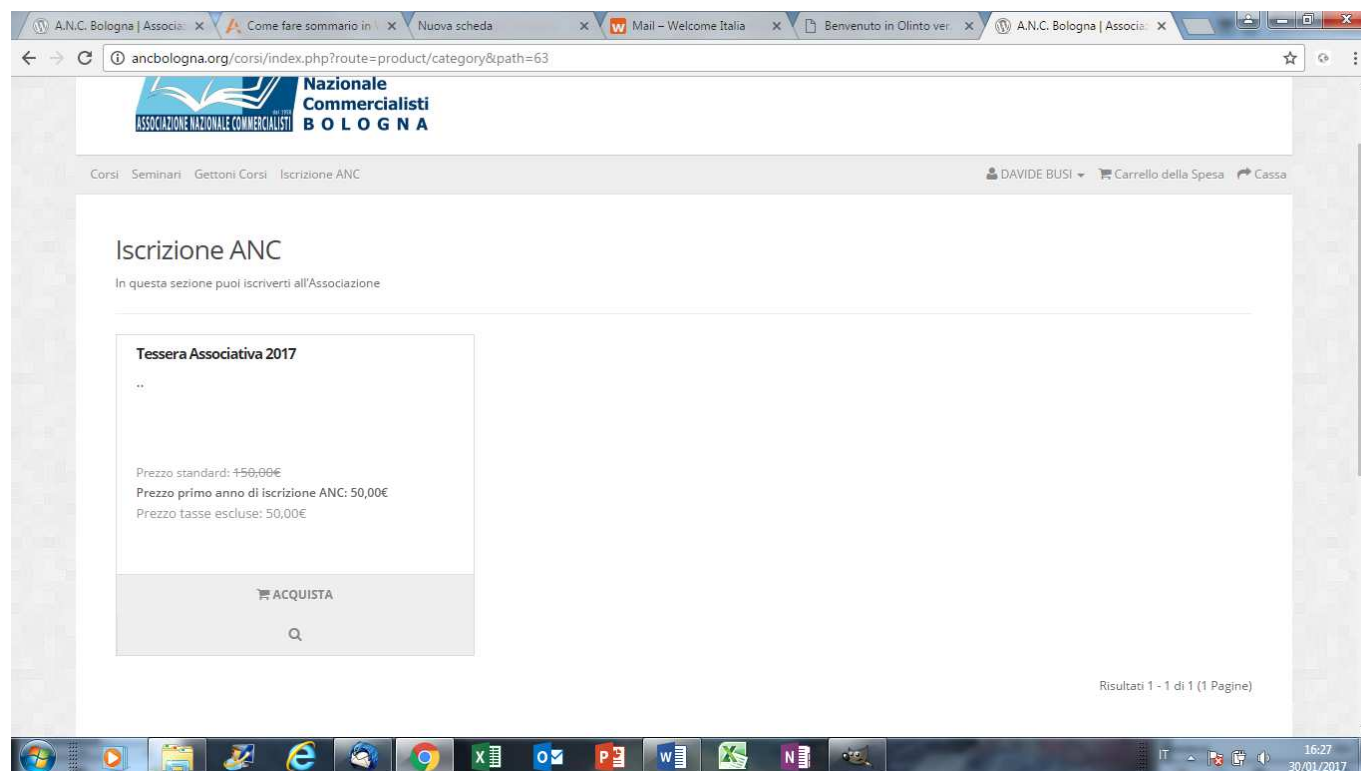 A.N.C. Bologna | Associa
Come fare sommario in
Nuova scheda
Mail – Welcome Italia
Benvenuto in Olinto ver
A.N.C. Bologna | Associa
ancbologna.org/corsi/index.php?route=product/category&path=63
Nazionale
Commercialisti
BOLOGNA
ASSOCIAZIONE NAZIONALE COMMERCIALISTI
Corsi Seminari Gettoni Corsi Iscrizione ANC
DAVIDE BUSI Carrello della Spesa Cassa
Iscrizione ANC
In questa sezione puoi iscriverti all'Associazione
Tessera Associativa 2017
..
Prezzo standard: 150,00€
Prezzo primo anno di iscrizione ANC: 50,00€
Prezzo tasse escluse: 50,00€
ACQUISTA
Risultati 1 - 1 di 1 (1 Pagine)
IT
16:27
30/01/2017